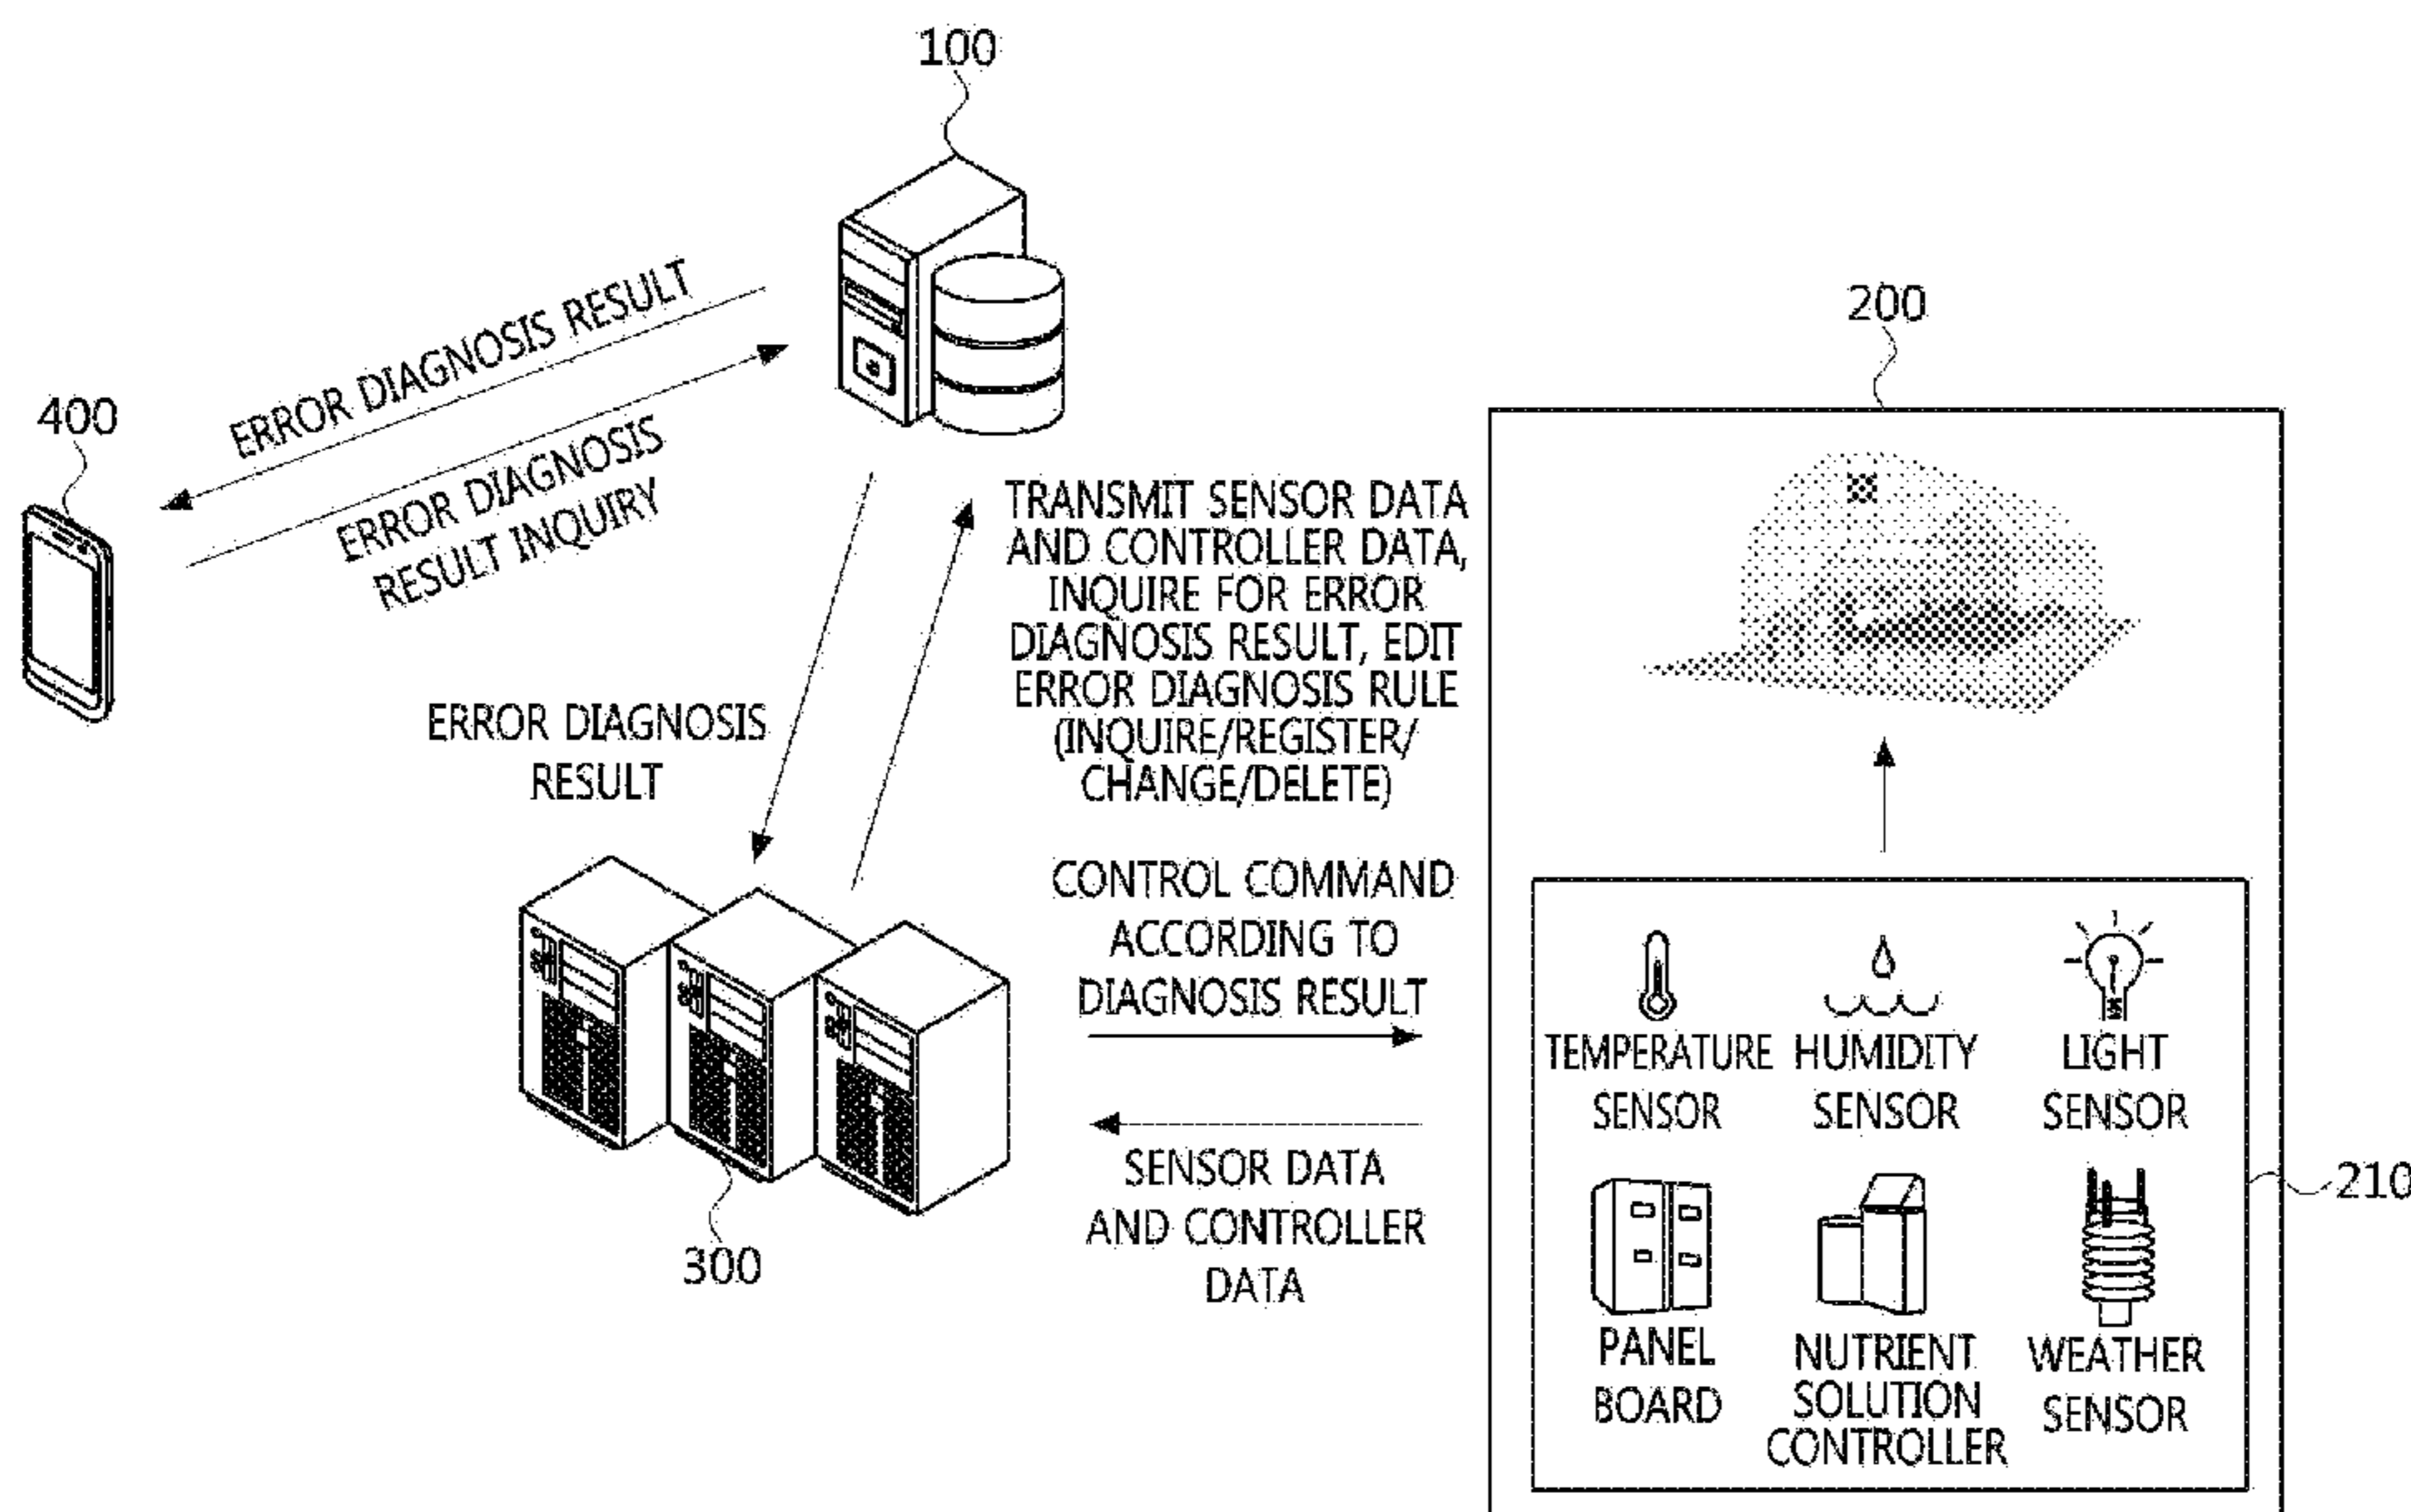 100
ERROR DIAGNOSIS RESULT
ERROR DIAGNOSIS
RESULT INQUIRY
400
200
TRANSMIT SENSOR DATA
AND CONTROLLER DATA,
INQUIRE FOR ERROR
DIAGNOSIS RESULT, EDIT
ERROR DIAGNOSIS RULE
(INQUIRE/REGISTER/
CHANGE/DELETE)
ERROR DIAGNOSIS
RESULT
CONTROL COMMAND
ACCORDING TO
DIAGNOSIS RESULT
SENSOR DATA
AND CONTROLLER
DATA
300
TEMPERATURE
SENSOR
HUMIDITY
SENSOR
LIGHT
SENSOR
210
PANEL
BOARD
NUTRIENT
SOLUTION
CONTROLLER
WEATHER
SENSOR